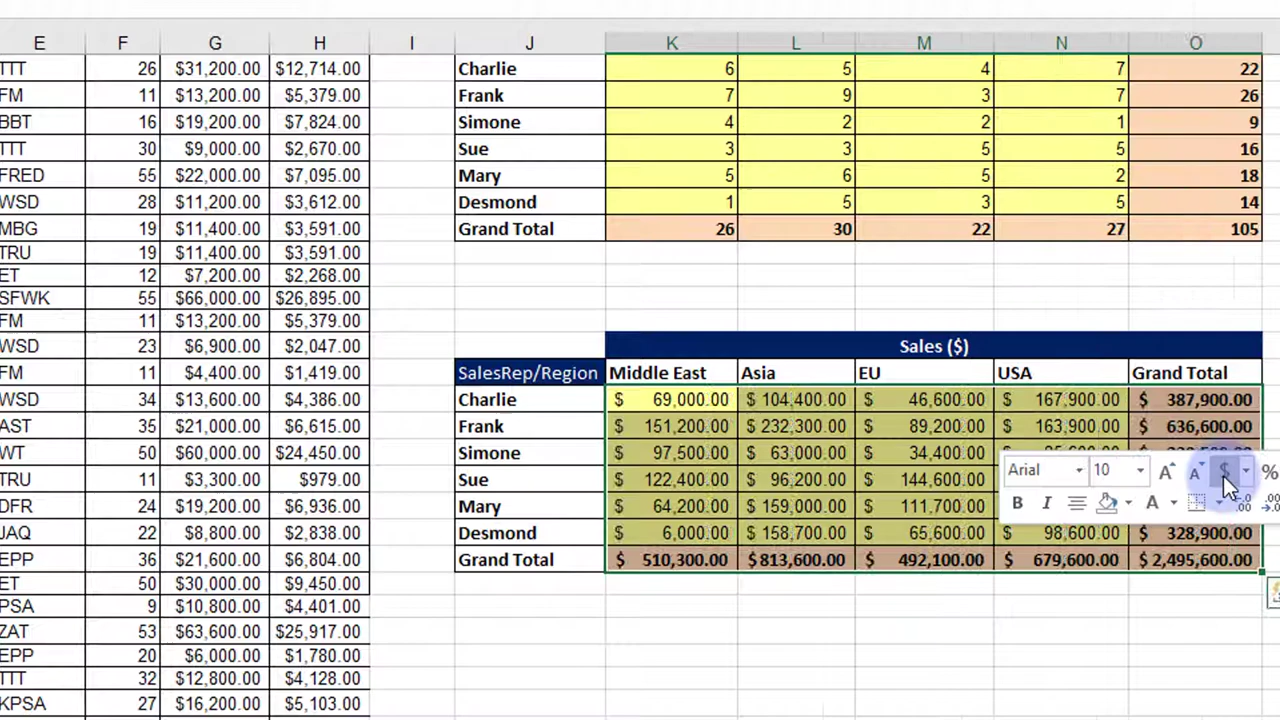 E F G H I J K L M N O
TTT 26 $31,200.00 $12,714.00 Charlie 6 5 4 7 22
FM 11 $13,200.00 $5,379.00 Frank 7 9 3 7 26
BBT 16 $19,200.00 $7,824.00 Simone 4 2 2 1 9
TTT 30 $9,000.00 $2,670.00 Sue 3 3 5 5 16
FRED 55 $22,000.00 $7,095.00 Mary 5 6 5 2 18
WSD 28 $11,200.00 $3,612.00 Desmond 1 5 3 5 14
MBG 19 $11,400.00 $3,591.00 Grand Total 26 30 22 27 105
TRU 19 $11,400.00 $3,591.00
ET 12 $7,200.00 $2,268.00
SFWK 55 $66,000.00 $26,895.00
FM 11 $13,200.00 $5,379.00
WSD 23 $6,900.00 $2,047.00 Sales ($)
FM 11 $4,400.00 $1,419.00 SalesRep/Region Middle East Asia EU USA Grand Total
WSD 34 $13,600.00 $4,386.00 Charlie $ 69,000.00 $ 104,400.00 $ 46,600.00 $ 167,900.00 $ 387,900.00
AST 35 $21,000.00 $6,615.00 Frank $ 151,200.00 $ 232,300.00 $ 89,200.00 $ 163,900.00 $ 636,600.00
WT 50 $60,000.00 $24,450.00 Simone $ 97,500.00 $ 63,000.00 $ 34,400.00
TRU 11 $3,300.00 $979.00 Sue $ 122,400.00 $ 96,200.00 $ 144,600.00 Arial 10 A A $ %
DFR 24 $19,200.00 $6,936.00 Mary $ 64,200.00 $ 159,000.00 $ 111,700.00 B I A .00
JAQ 22 $8,800.00 $2,838.00 Desmond $ 6,000.00 $ 158,700.00 $ 65,600.00 $ 98,600.00 $ 328,900.00
EPP 36 $21,600.00 $6,804.00 Grand Total $ 510,300.00 $ 813,600.00 $ 492,100.00 $ 679,600.00 $ 2,495,600.00
ET 50 $30,000.00 $9,450.00
PSA 9 $10,800.00 $4,401.00
ZAT 53 $63,600.00 $25,917.00
EPP 20 $6,000.00 $1,780.00
TTT 32 $12,800.00 $4,128.00
KPSA 27 $16,200.00 $5,103.00